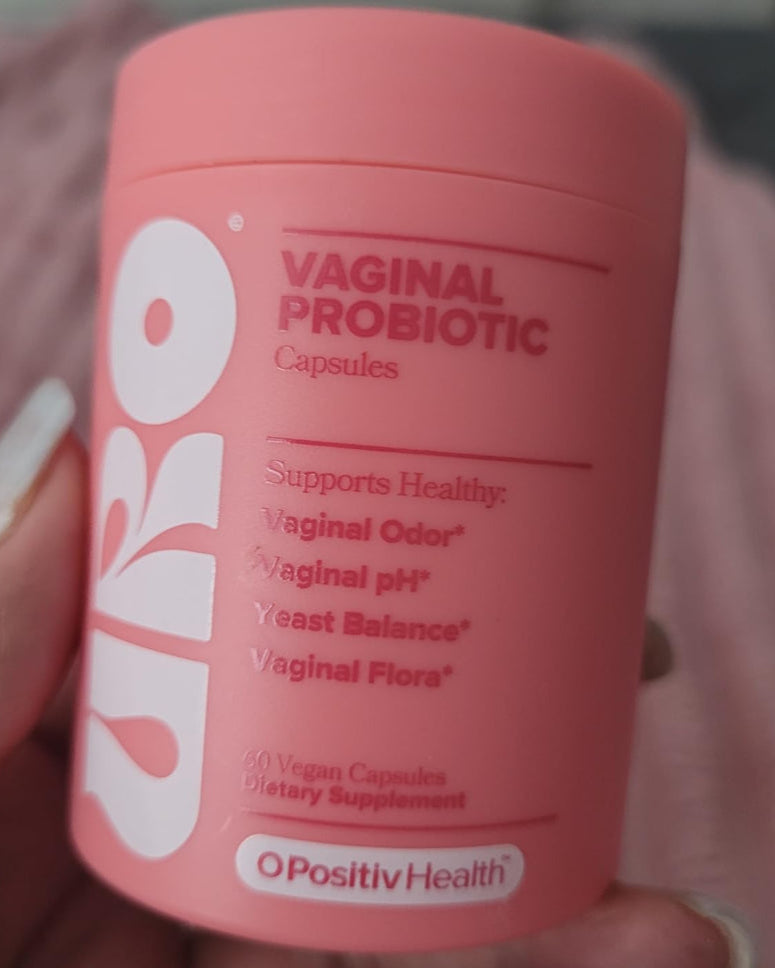 URO®
VAGINAL
PROBIOTIC
Capsules
Supports Healthy:
Vaginal Odor*
Vaginal pH*
Yeast Balance*
Vaginal Flora*
60 Vegan Capsules
Dietary Supplement
OPositivHealth™